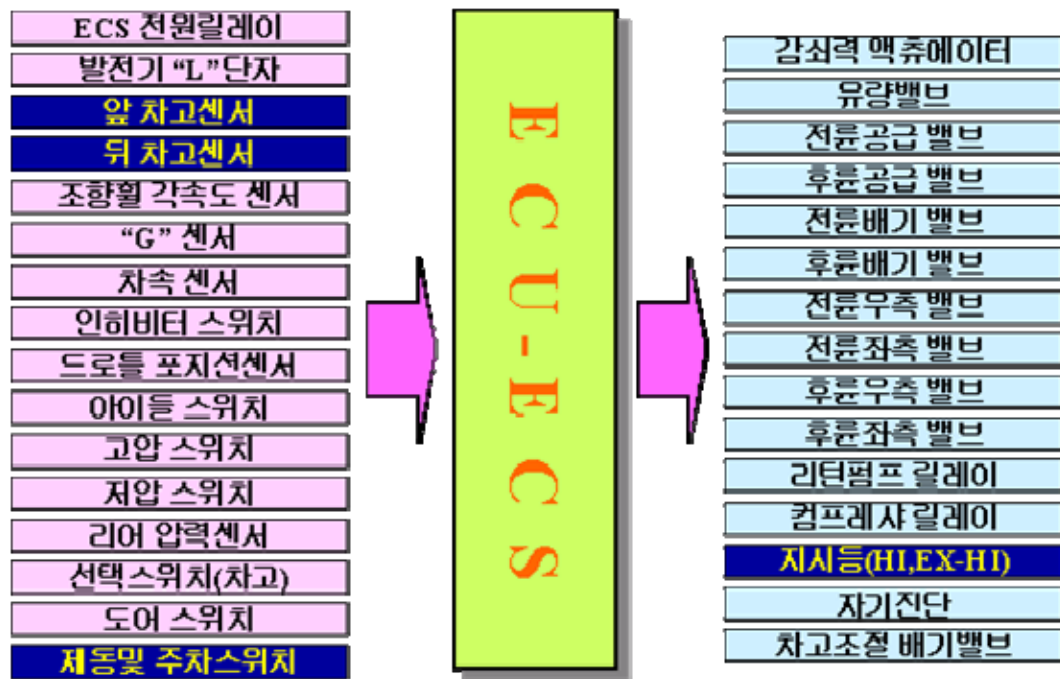 ECS 전원릴레이
발전기 “L”단자
앞 차고센서
뒤 차고센서
조향휠 각속도 센서
“G” 센서
차속 센서
인히비터 스위치
드로틀 포지션센서
아이들 스위치
고압 스위치
저압 스위치
리어 압력센서
선택스위치(차고)
도어 스위치
제동및 주차스위치
ECU-ECS
감쇠력 액츄에이터
유량밸브
전륜공급 밸브
후륜공급 밸브
전륜배기 밸브
후륜배기 밸브
전륜우측 밸브
전륜좌측 밸브
후륜우측 밸브
후륜좌측 밸브
리턴펌프 릴레이
컴프레샤 릴레이
지시등(HI,EX-HI)
자기진단
차고조절 배기밸브